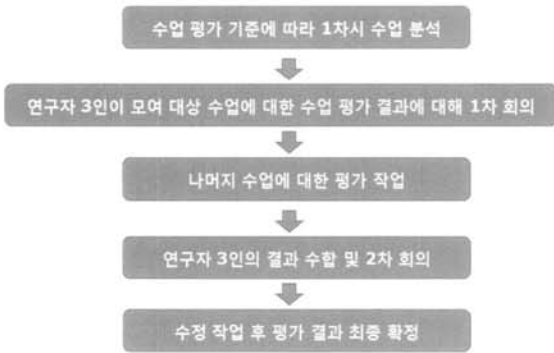 수업 평가 기준에 따라 1차시 수업 분석
연구자 3인이 모여 대상 수업에 대한 수업 평가 결과에 대해 1차 회의
나머지 수업에 대한 평가 작업
연구자 3인의 결과 수합 및 2차 회의
수정 작업 후 평가 결과 최종 확정